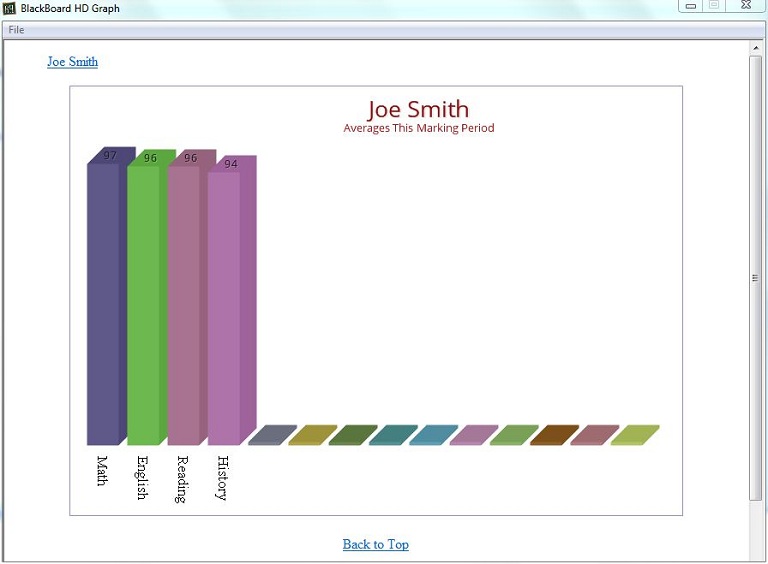 BlackBoard HD Graph
File
Joe Smith
Joe Smith
Averages This Marking Period
97
96
96
94
Math
English
Reading
History
Back to Top